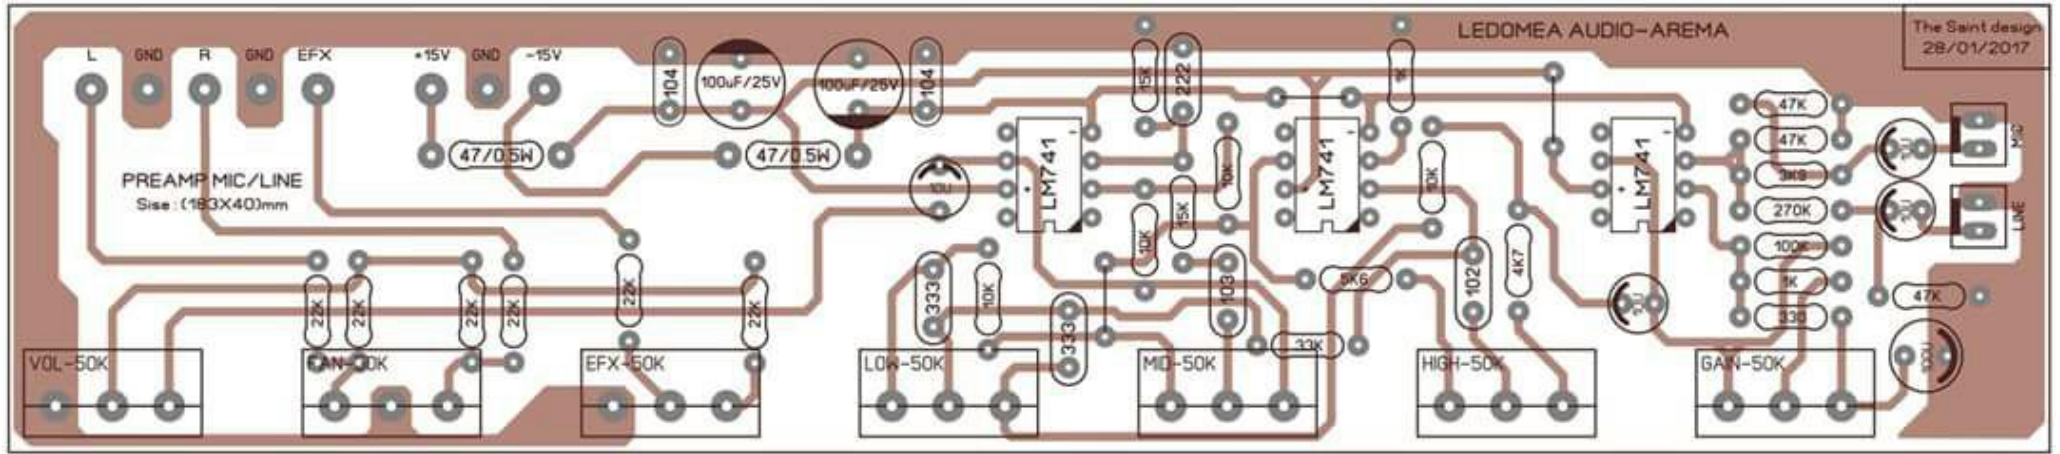 LEDOMEA AUDIO-AREMA
The Saint design
28/01/2017
L GND R GND EFX +15V GND -15V
104 100uF/25V 100uF/25V 104
15K 222 1K
47/0.5W 47/0.5W
PREAMP MIC/LINE
Sise : (183X40)mm
10U LM741 10K LM741 10K LM741
10K 15K
47K
47K
3K9
270K
100K
1K
330
MIC
LINE
47K
22K 22K 22K 22K 22K 22K
333 10K 333 103 5K6 102 4K7
33K
100U
VOL-50K PAN-50K EFX-50K LOW-50K MID-50K HIGH-50K GAIN-50K